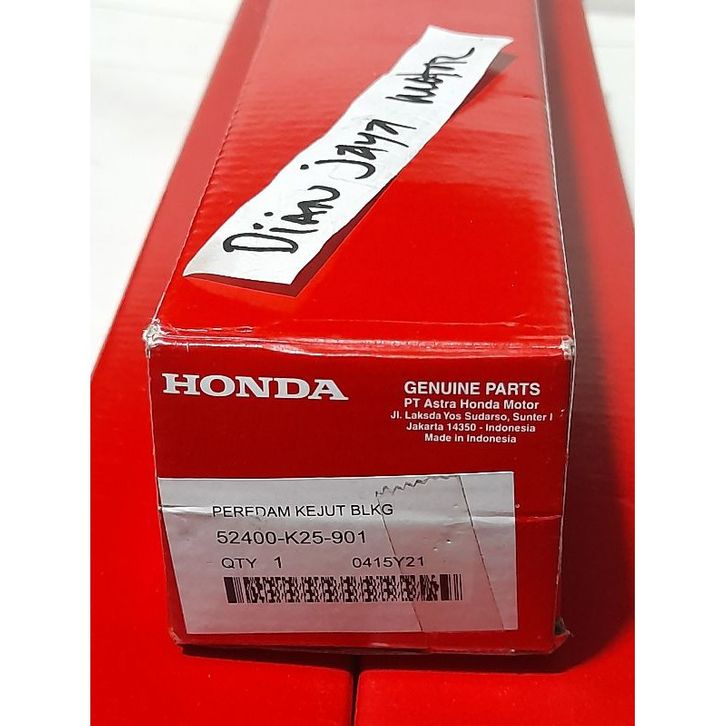 Dian jaya motor
HONDA
GENUINE PARTS
PT Astra Honda Motor
Jl. Laksda Yos Sudarso, Sunter I
Jakarta 14350 - Indonesia
Made in Indonesia
PEREDAM KEJUT BLKG
52400-K25-901
QTY 1 0415Y21